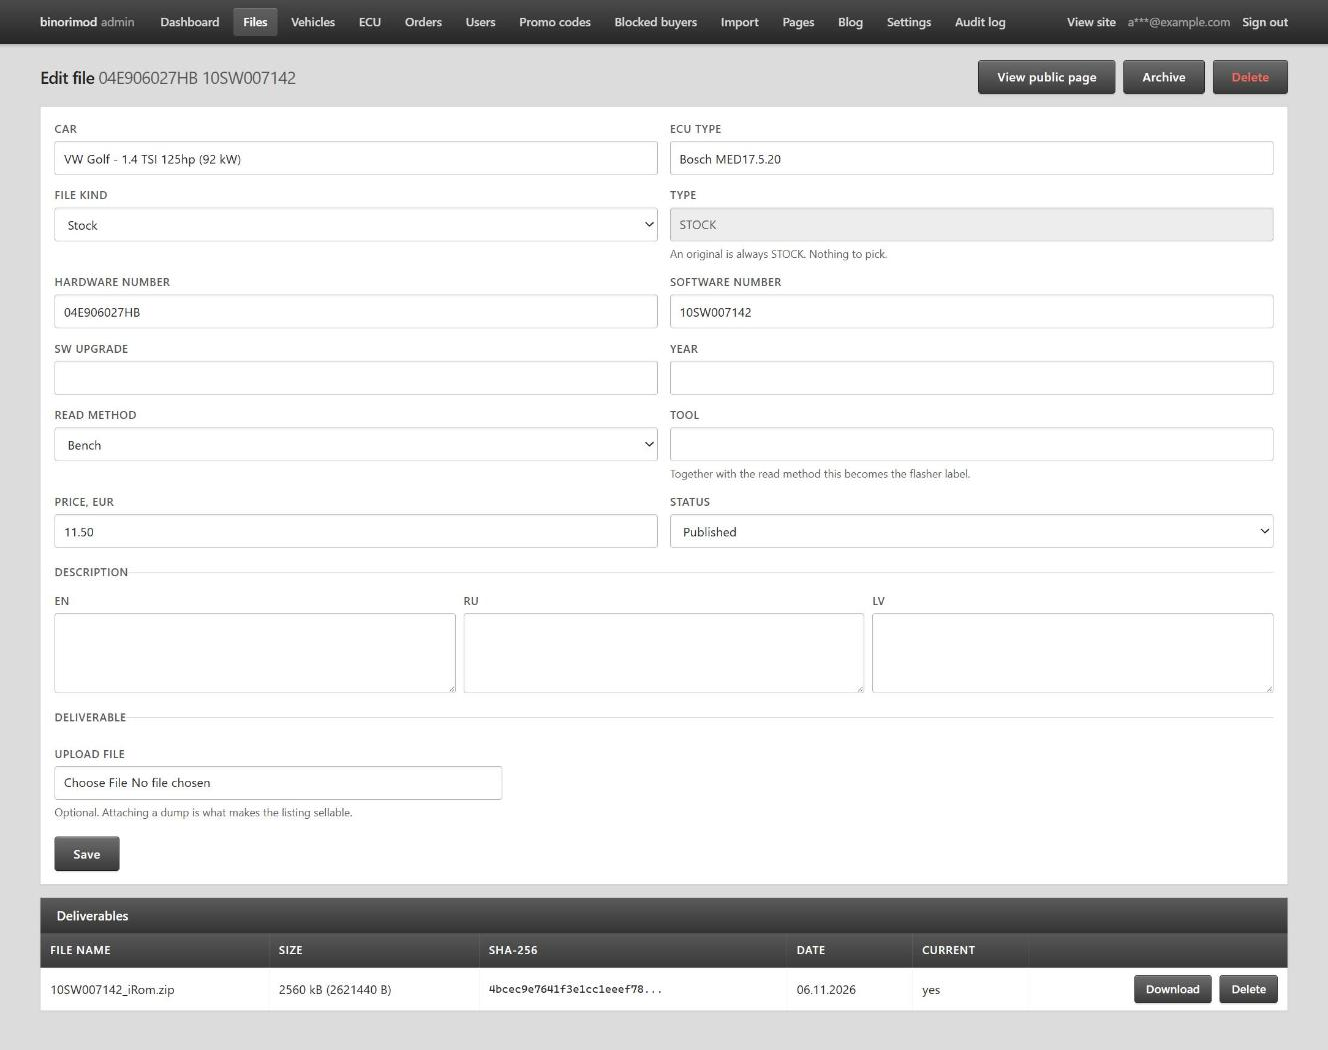 binorimod admin Dashboard Files Vehicles ECU Orders Users Promo codes Blocked buyers Import Pages Blog Settings Audit log View site a***@example.com Sign out
Edit file 04E906027HB 10SW007142 View public page Archive Delete
CAR ECU TYPE
VW Golf - 1.4 TSI 125hp (92 kW) Bosch MED17.5.20
FILE KIND TYPE
Stock STOCK
An original is always STOCK. Nothing to pick.
HARDWARE NUMBER SOFTWARE NUMBER
04E906027HB 10SW007142
SW UPGRADE YEAR
READ METHOD TOOL
Bench
Together with the read method this becomes the flasher label.
PRICE, EUR STATUS
11.50 Published
DESCRIPTION
EN RU LV
DELIVERABLE
UPLOAD FILE
Choose File No file chosen
Optional. Attaching a dump is what makes the listing sellable.
Save
Deliverables
FILE NAME SIZE SHA-256 DATE CURRENT
10SW007142_iRom.zip 2560 kB (2621440 B) 4bcec9e7641f3e1cc1eeef78... 06.11.2026 yes Download Delete